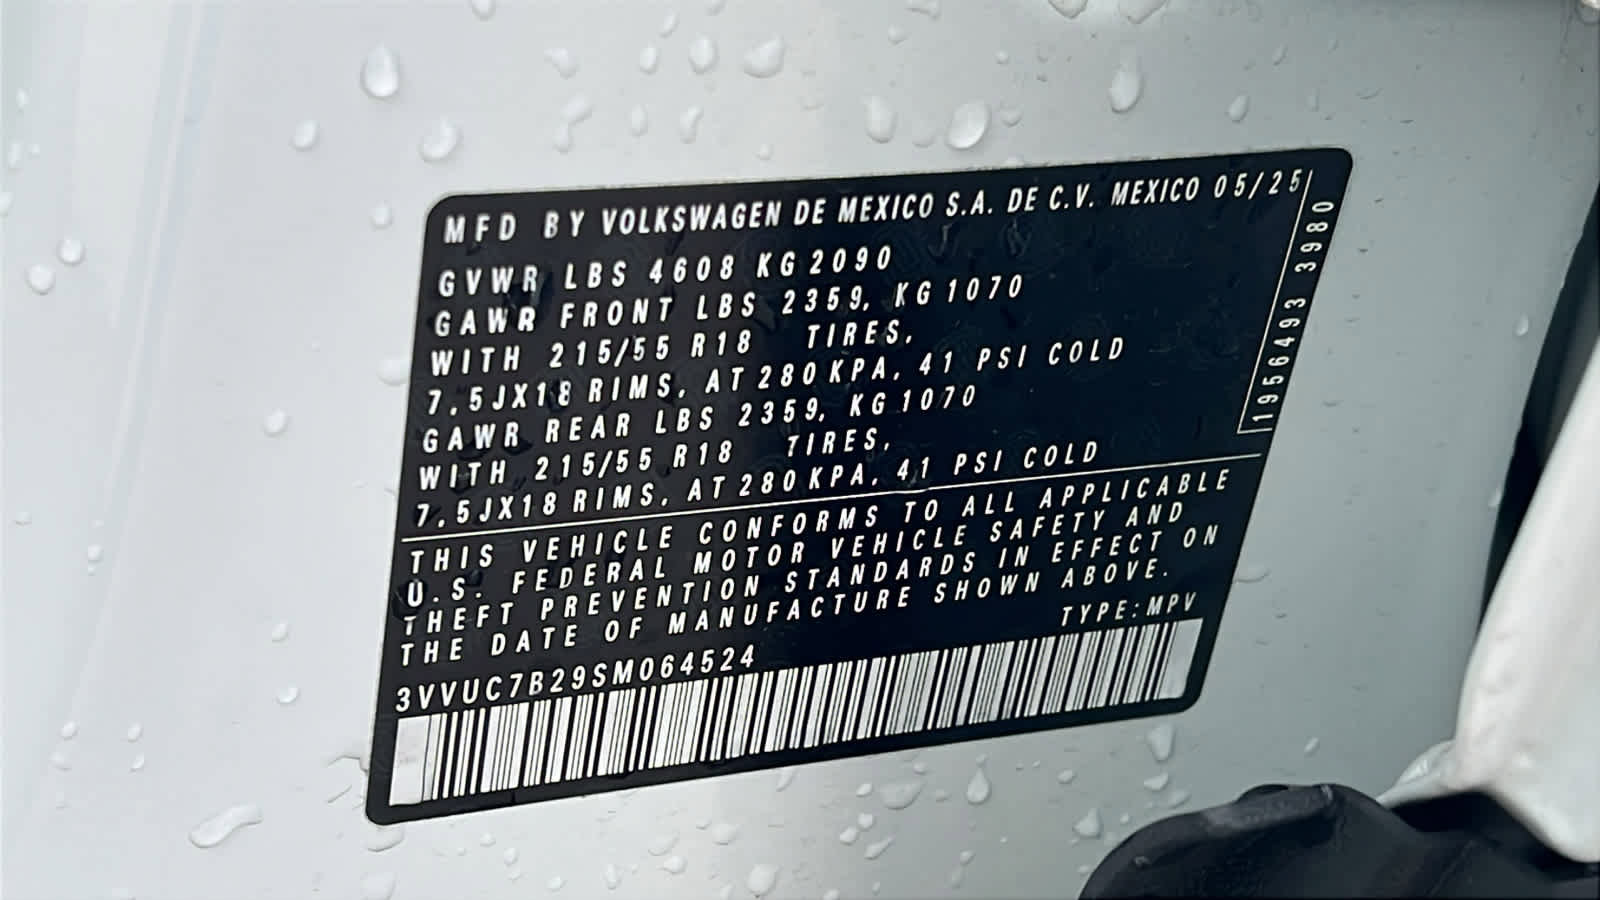 MFD BY VOLKSWAGEN DE MEXICO S.A. DE C.V. MEXICO 05/25
GVWR LBS 4608 KG 2090
GAWR FRONT LBS 2359, KG 1070
WITH 215/55 R18 TIRES,
7.5JX18 RIMS, AT 280 KPA, 41 PSI COLD
GAWR REAR LBS 2359, KG 1070
WITH 215/55 R18 TIRES,
7.5JX18 RIMS, AT 280 KPA, 41 PSI COLD
1956493 3980
THIS VEHICLE CONFORMS TO ALL APPLICABLE
U.S. FEDERAL MOTOR VEHICLE SAFETY AND
THEFT PREVENTION STANDARDS IN EFFECT ON
THE DATE OF MANUFACTURE SHOWN ABOVE.
TYPE:MPV
3VVUC7B29SM064524